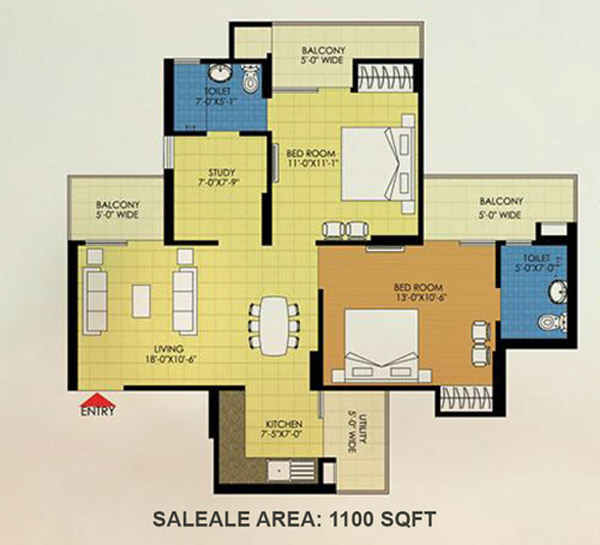 BALCONY
5'-0" WIDE
TOILET
7'-0"X5'-1"
BED ROOM
11'-0"X11'-1"
STUDY
7'-0"X7'-9"
BALCONY
5'-0" WIDE
BALCONY
5'-0" WIDE
TOILET
5'-0"X7'-0"
BED ROOM
13'-0"X10'-6"
LIVING
18'-0"X10'-6"
ENTRY
KITCHEN
7'-5"X7'-0"
UTILITY
5'-0" WIDE
SALEALE AREA: 1100 SQFT